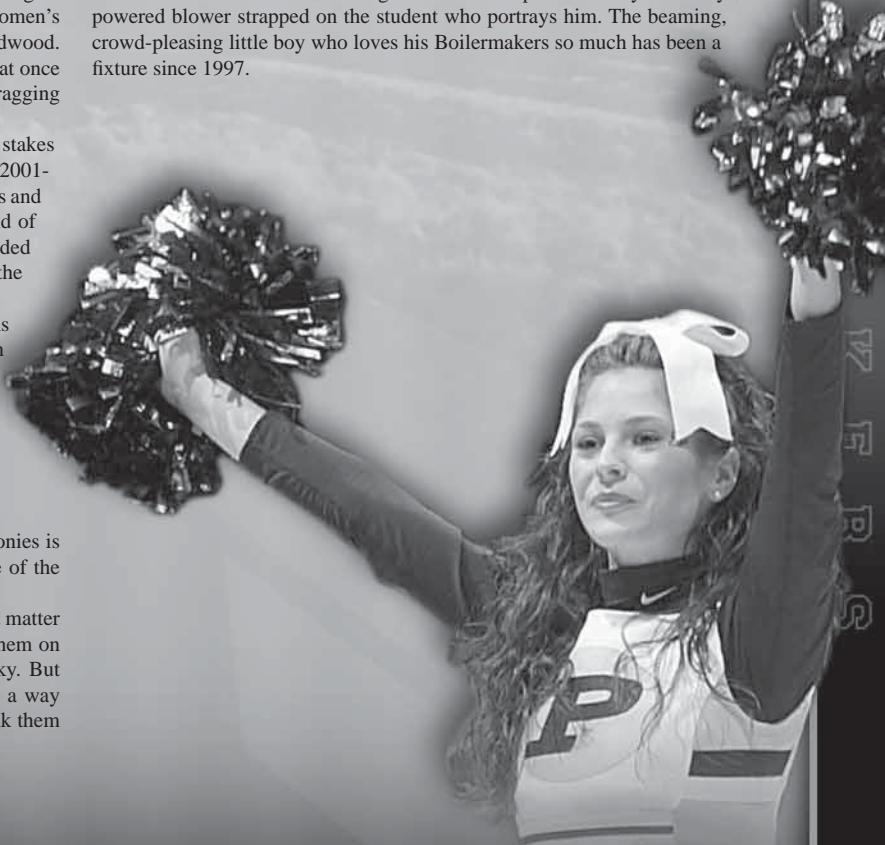 omen's
dwood.
at once
ragging
stakes
2001-
s and
d of
ded
the
s
n
onies is
e of the
matter
hem on
ky. But
a way
k them
powered blower strapped on the student who portrays him. The beaming,
crowd-pleasing little boy who loves his Boilermakers so much has been a
fixture since 1997.
P
K E R S